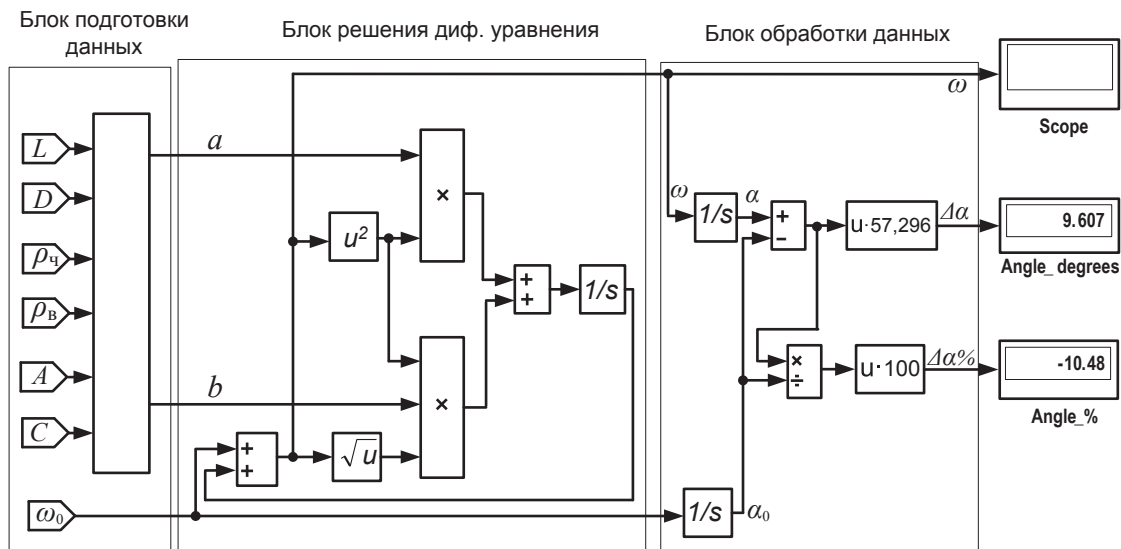 Блок подготовки
данных
Блок решения диф. уравнения
Блок обработки данных
ω
Scope
L
a
D
×
ω
1/s
α
+
−
u·57,296
Δα
9.607
Angle_ degrees
u²
ρч
+
+
1/s
ρв
A
×
÷
u·100
Δα%
-10.48
Angle_%
b
×
C
+
+
√u
ω₀
1/s
α₀